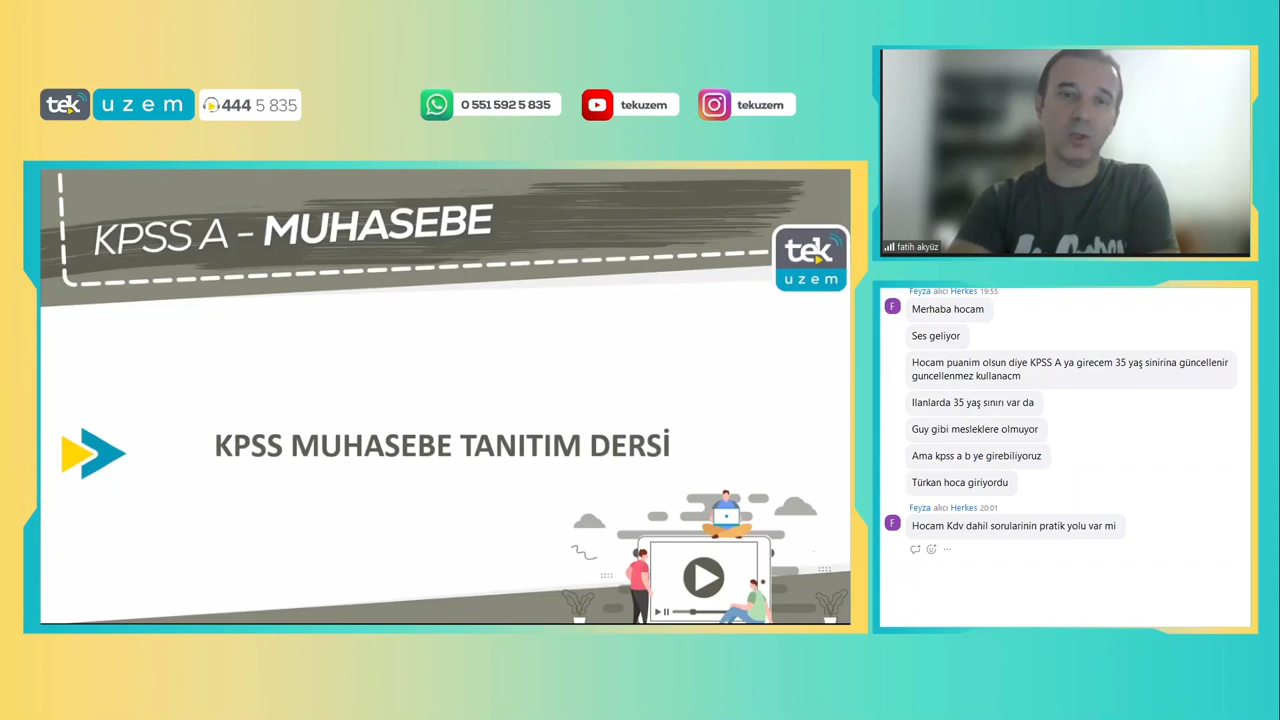 tek
uzem
444 5 835
0 551 592 5 835
tekuzem
tekuzem
KPSS A - MUHASEBE
tek
uzem
KPSS MUHASEBE TANITIM DERSİ
fatih akyüz
Feyza alıcı Herkes 19:55
F
Merhaba hocam
Ses geliyor
Hocam puanim olsun diye KPSS A ya girecem 35 yaş sinirina güncellenir
guncellenmez kullanacm
Ilanlarda 35 yaş sınırı var da
Guy gibi mesleklere olmuyor
Ama kpss a b ye girebiliyoruz
Türkan hoca giriyordu
Feyza alıcı Herkes 20:01
F
Hocam Kdv dahil sorularinin pratik yolu var mi